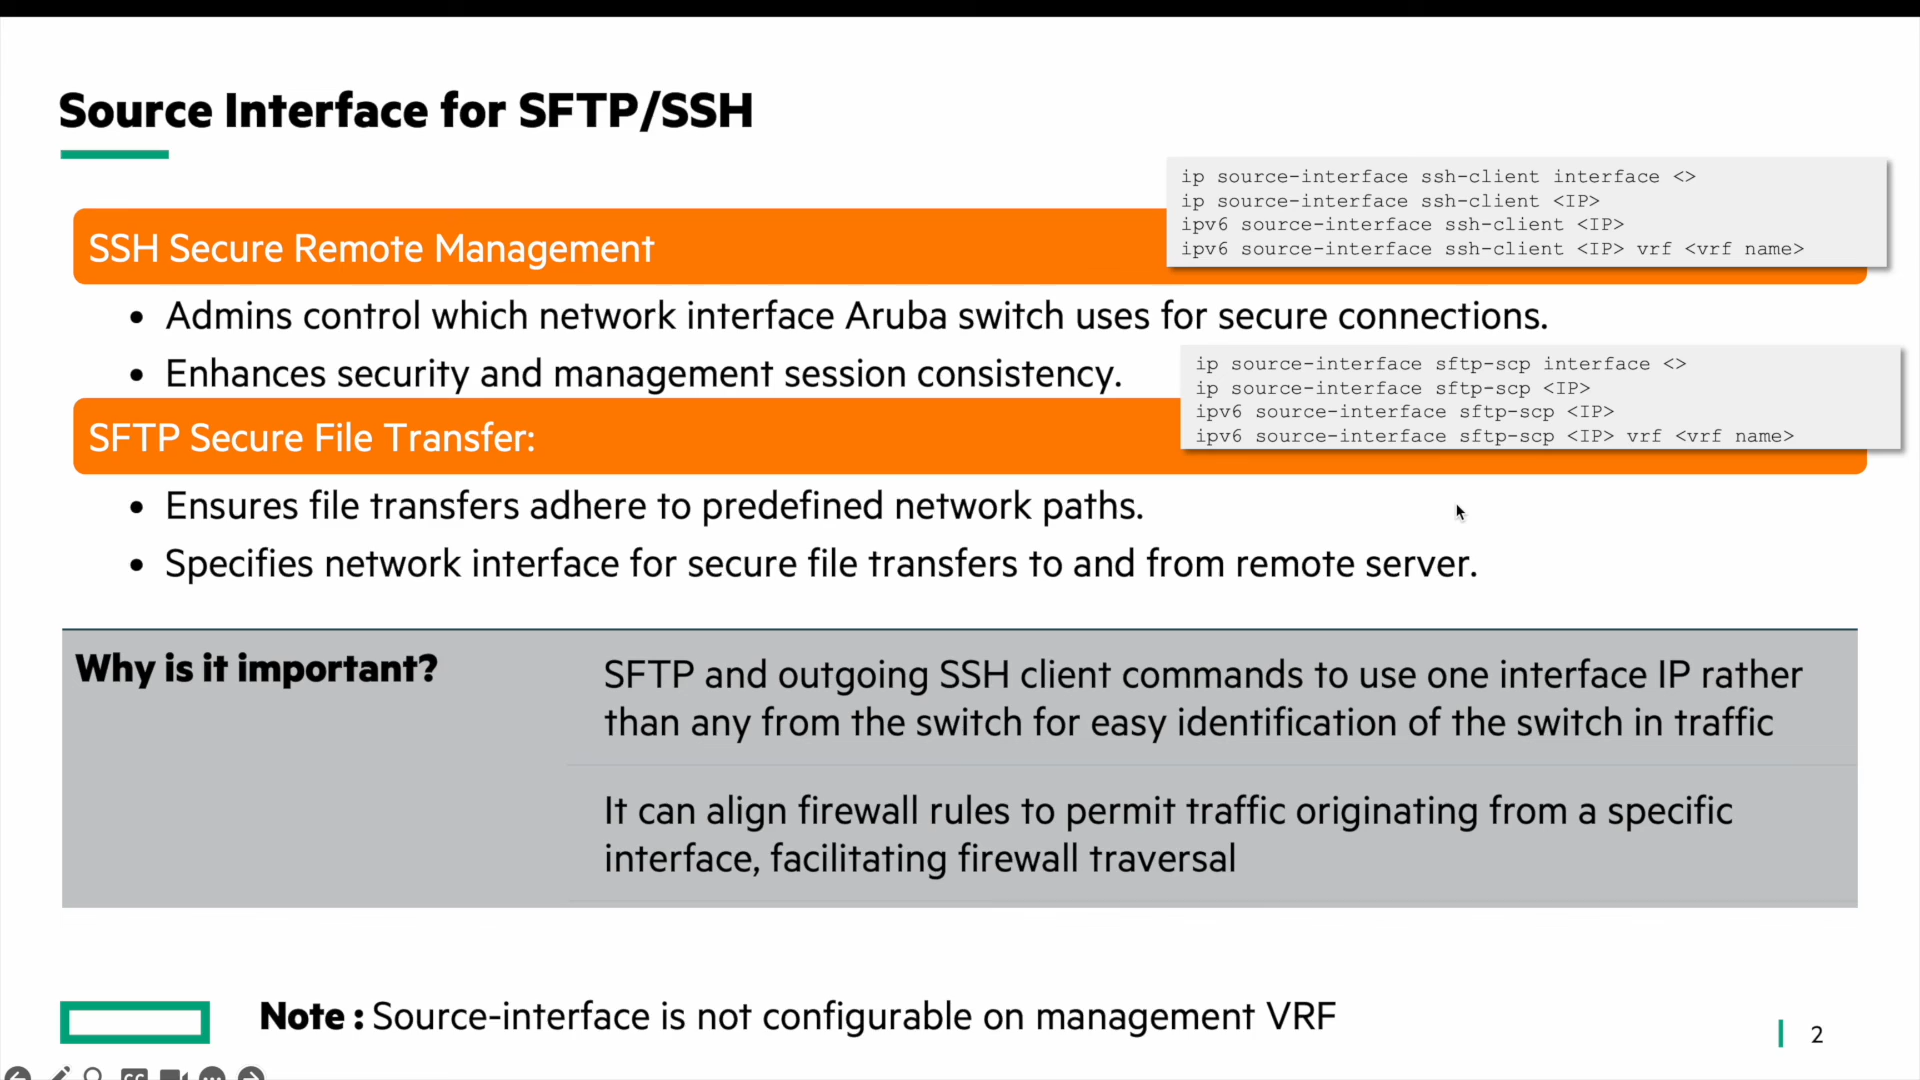 Source Interface for SFTP/SSH
ip source-interface ssh-client interface <>
ip source-interface ssh-client <IP>
ipv6 source-interface ssh-client <IP>
ipv6 source-interface ssh-client <IP> vrf <vrf name>
SSH Secure Remote Management
• Admins control which network interface Aruba switch uses for secure connections.
• Enhances security and management session consistency.
ip source-interface sftp-scp interface <>
ip source-interface sftp-scp <IP>
ipv6 source-interface sftp-scp <IP>
ipv6 source-interface sftp-scp <IP> vrf <vrf name>
SFTP Secure File Transfer:
• Ensures file transfers adhere to predefined network paths.
• Specifies network interface for secure file transfers to and from remote server.
Why is it important?
SFTP and outgoing SSH client commands to use one interface IP rather
than any from the switch for easy identification of the switch in traffic
It can align firewall rules to permit traffic originating from a specific
interface, facilitating firewall traversal
Note : Source-interface is not configurable on management VRF
2
CC